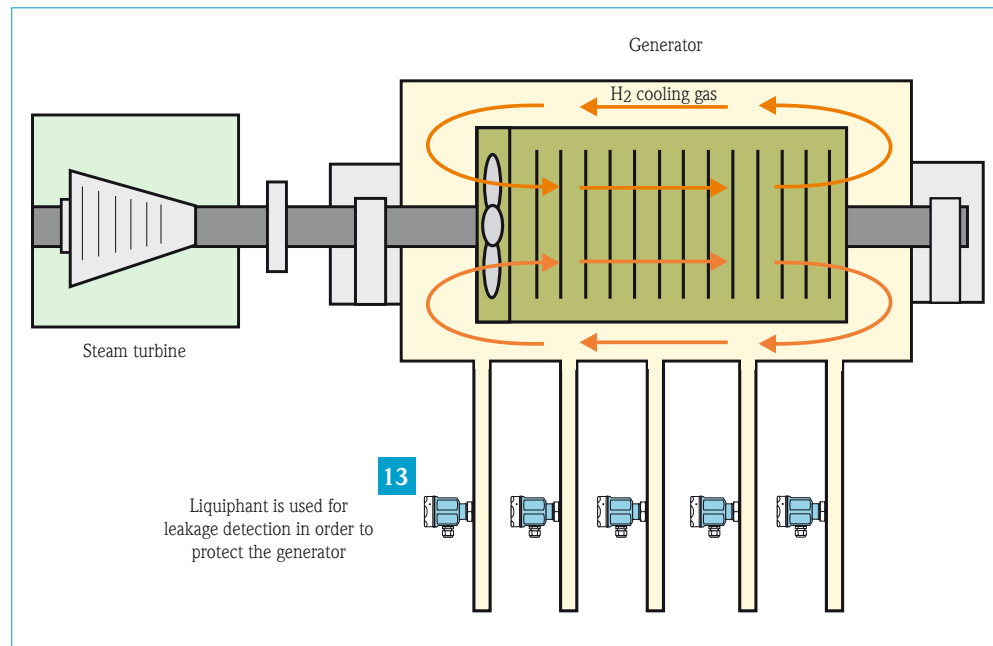 Generator
H2 cooling gas
Steam turbine
13
Liquiphant is used for
leakage detection in order to
protect the generator